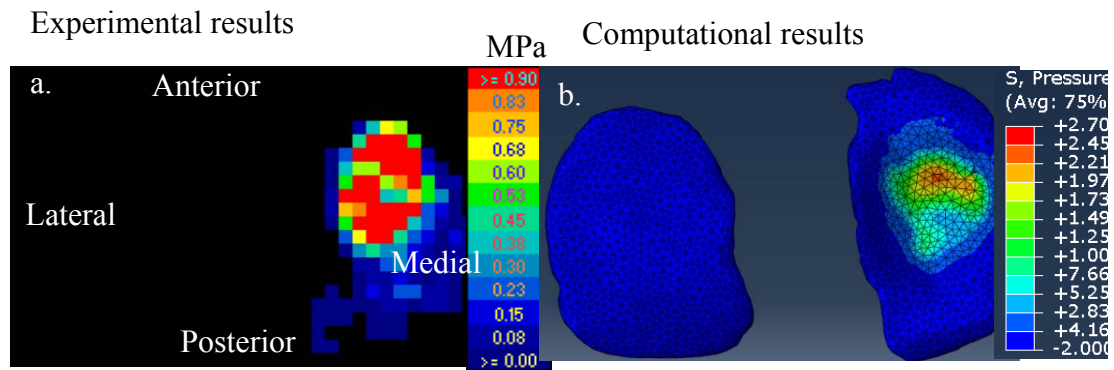 Experimental results
MPa
Computational results
a.
Anterior
Lateral
Medial
Posterior
>= 0.90
0.83
0.75
0.68
0.60
0.53
0.45
0.38
0.30
0.23
0.15
0.08
>= 0.00
b.
S, Pressure
(Avg: 75%
+2.70
+2.45
+2.21
+1.97
+1.73
+1.49
+1.25
+1.00
+7.66
+5.25
+2.83
+4.16
-2.000